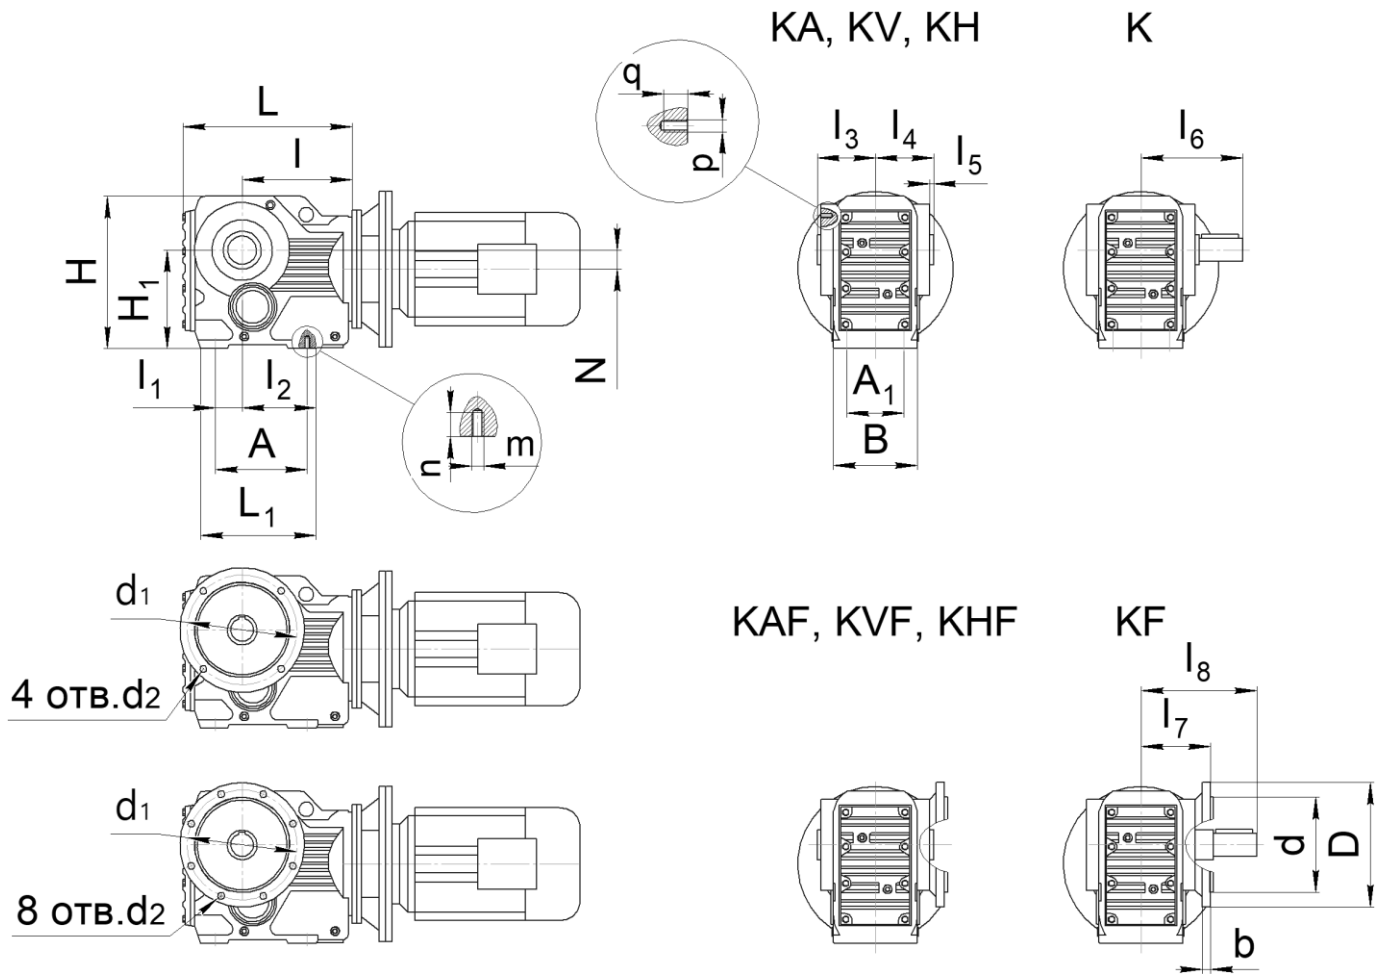 KA, KV, KH
K
q
p
L
l
l3
l4
l5
l6
H
H1
N
l1
l2
A
L1
n
m
A1
B
d1
4 отв.d2
KAF, KVF, KHF
KF
l8
l7
d1
8 отв.d2
d
D
b